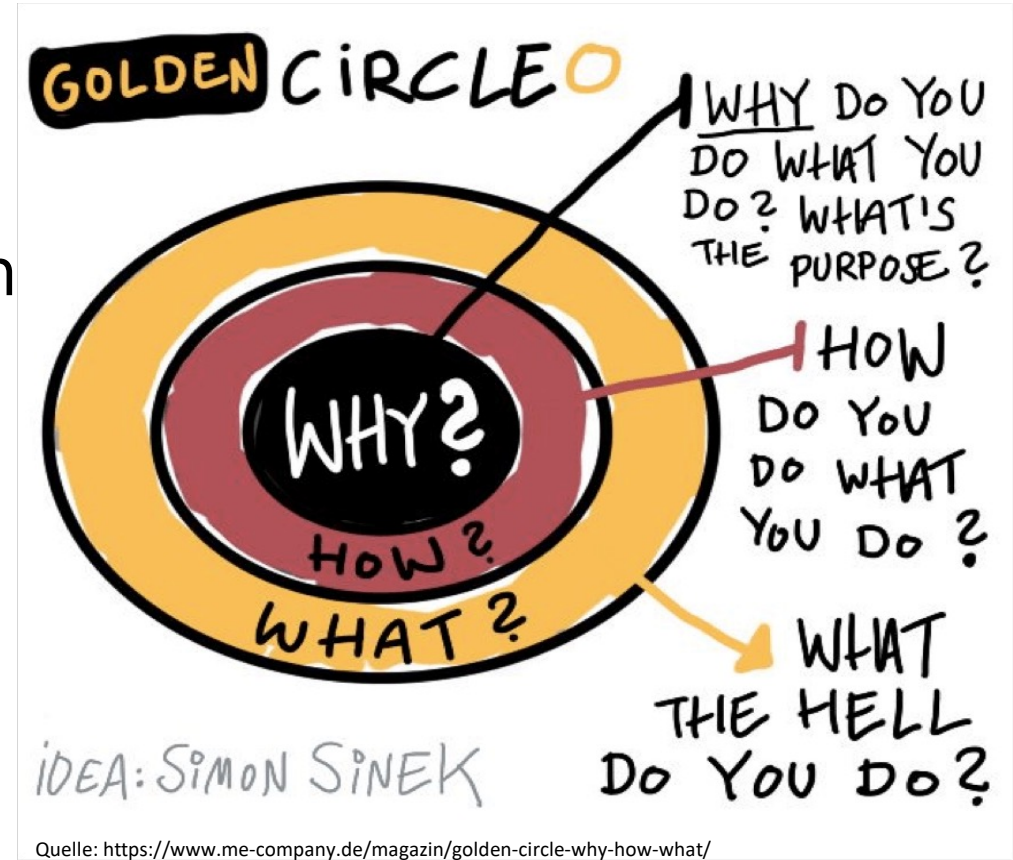 GOLDEN CIRCLE
WHY DO YOU
DO WHAT YOU
DO? WHAT'S
THE PURPOSE?
n
HOW
DO YOU
DO WHAT
YOU DO?
WHY?
HOW?
WHAT?
WHAT
THE HELL
DO YOU DO?
iDEA: SiMON SiNEK
Quelle: https://www.me-company.de/magazin/golden-circle-why-how-what/